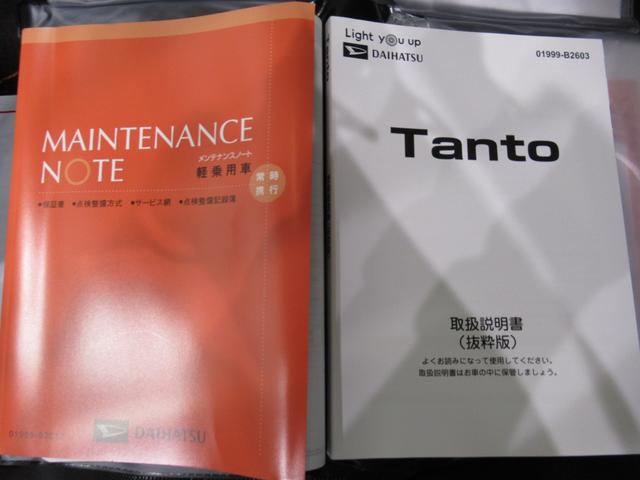 MAINTENANCE
NOTE
メンテナンスノート
軽乗用車
常時
携行
•保証書 •点検整備方式 •サービス網 •点検整備記録簿
DAIHATSU
Light you up
DAIHATSU
01999-B2603
Tanto
取扱説明書
(抜粋版)
よくお読みになって使用してください。
取扱説明書はお車の中に保管しましょう。
Tanto